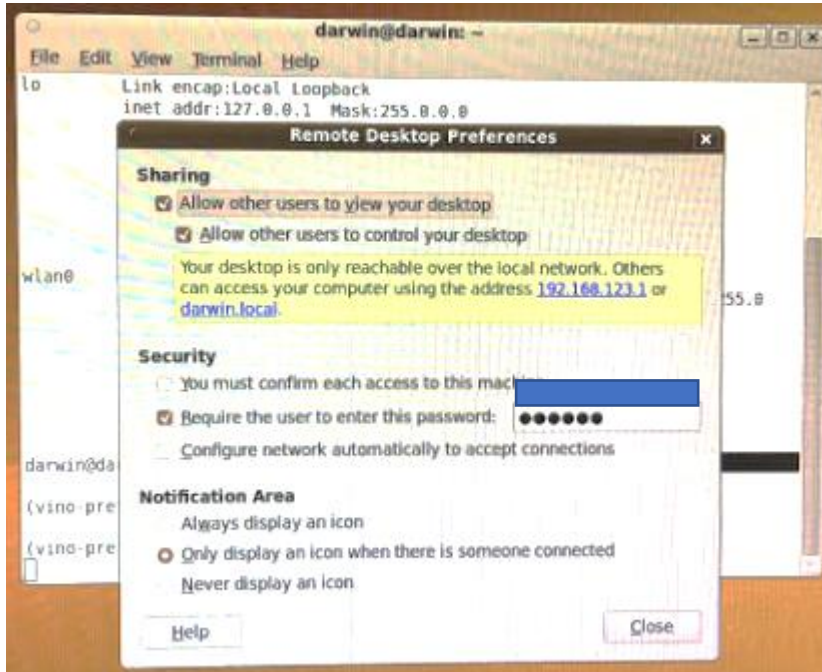 darwin@darwin: ~
File Edit View Terminal Help
lo Link encap:Local Loopback
inet addr:127.0.0.1 Mask:255.0.0.0
Remote Desktop Preferences
Sharing
Allow other users to view your desktop
Allow other users to control your desktop
wlan0
Your desktop is only reachable over the local network. Others
can access your computer using the address 192.168.123.1 or
darwin.local.
55.0
Security
You must confirm each access to this
Require the user to enter this password: ●●●●●●
Configure network automatically to accept connections
darwin@da
Notification Area
(vino-pre
Always display an icon
(vino-pre
Only display an icon when there is someone connected
Never display an icon
Help Close